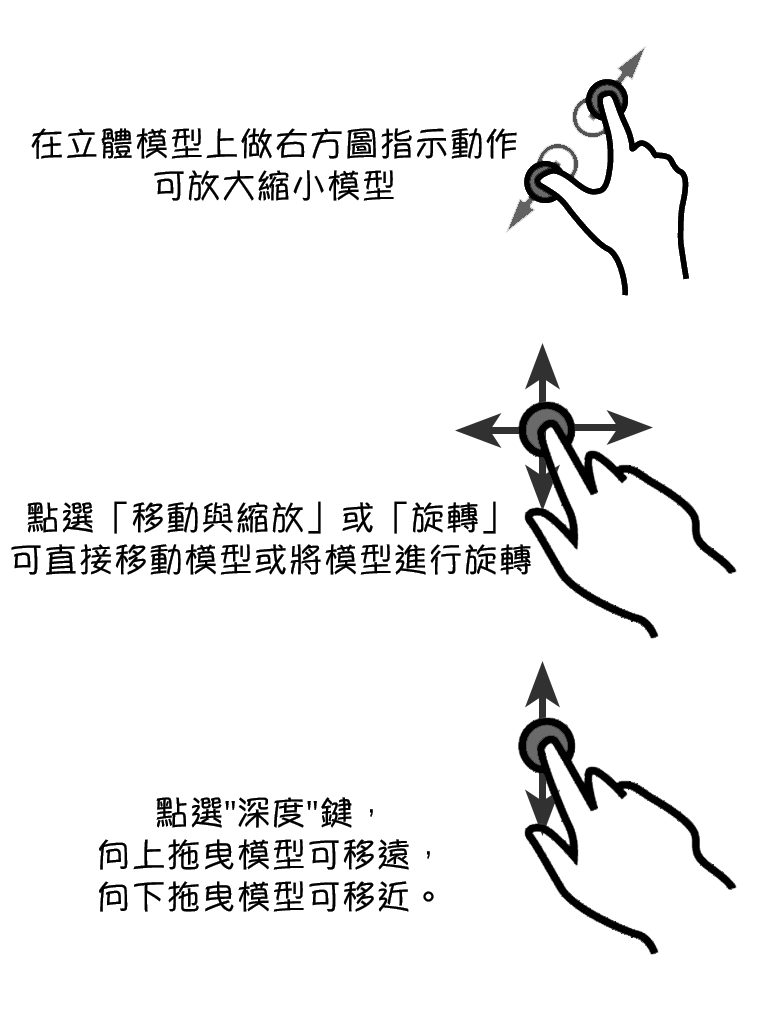 在立體模型上做右方圖指示動作
可放大縮小模型
點選「移動與縮放」或「旋轉」
可直接移動模型或將模型進行旋轉
點選"深度"鍵，
向上拖曳模型可移遠，
向下拖曳模型可移近。